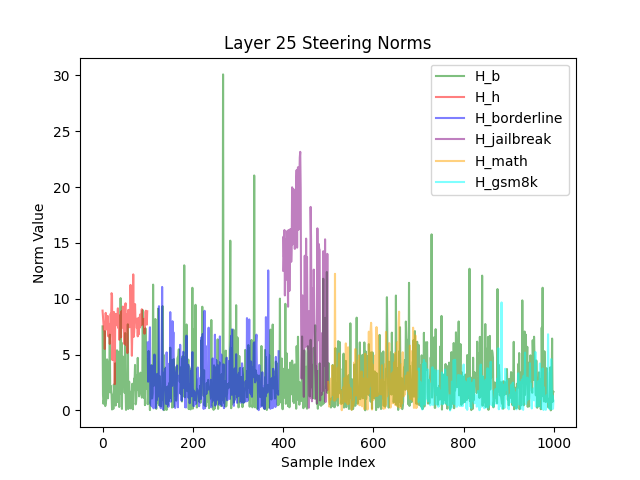 Layer 25 Steering Norms
30
25
20
15
10
5
0
Norm Value
0
200
400
600
800
1000
Sample Index
H_b
H_h
H_borderline
H_jailbreak
H_math
H_gsm8k